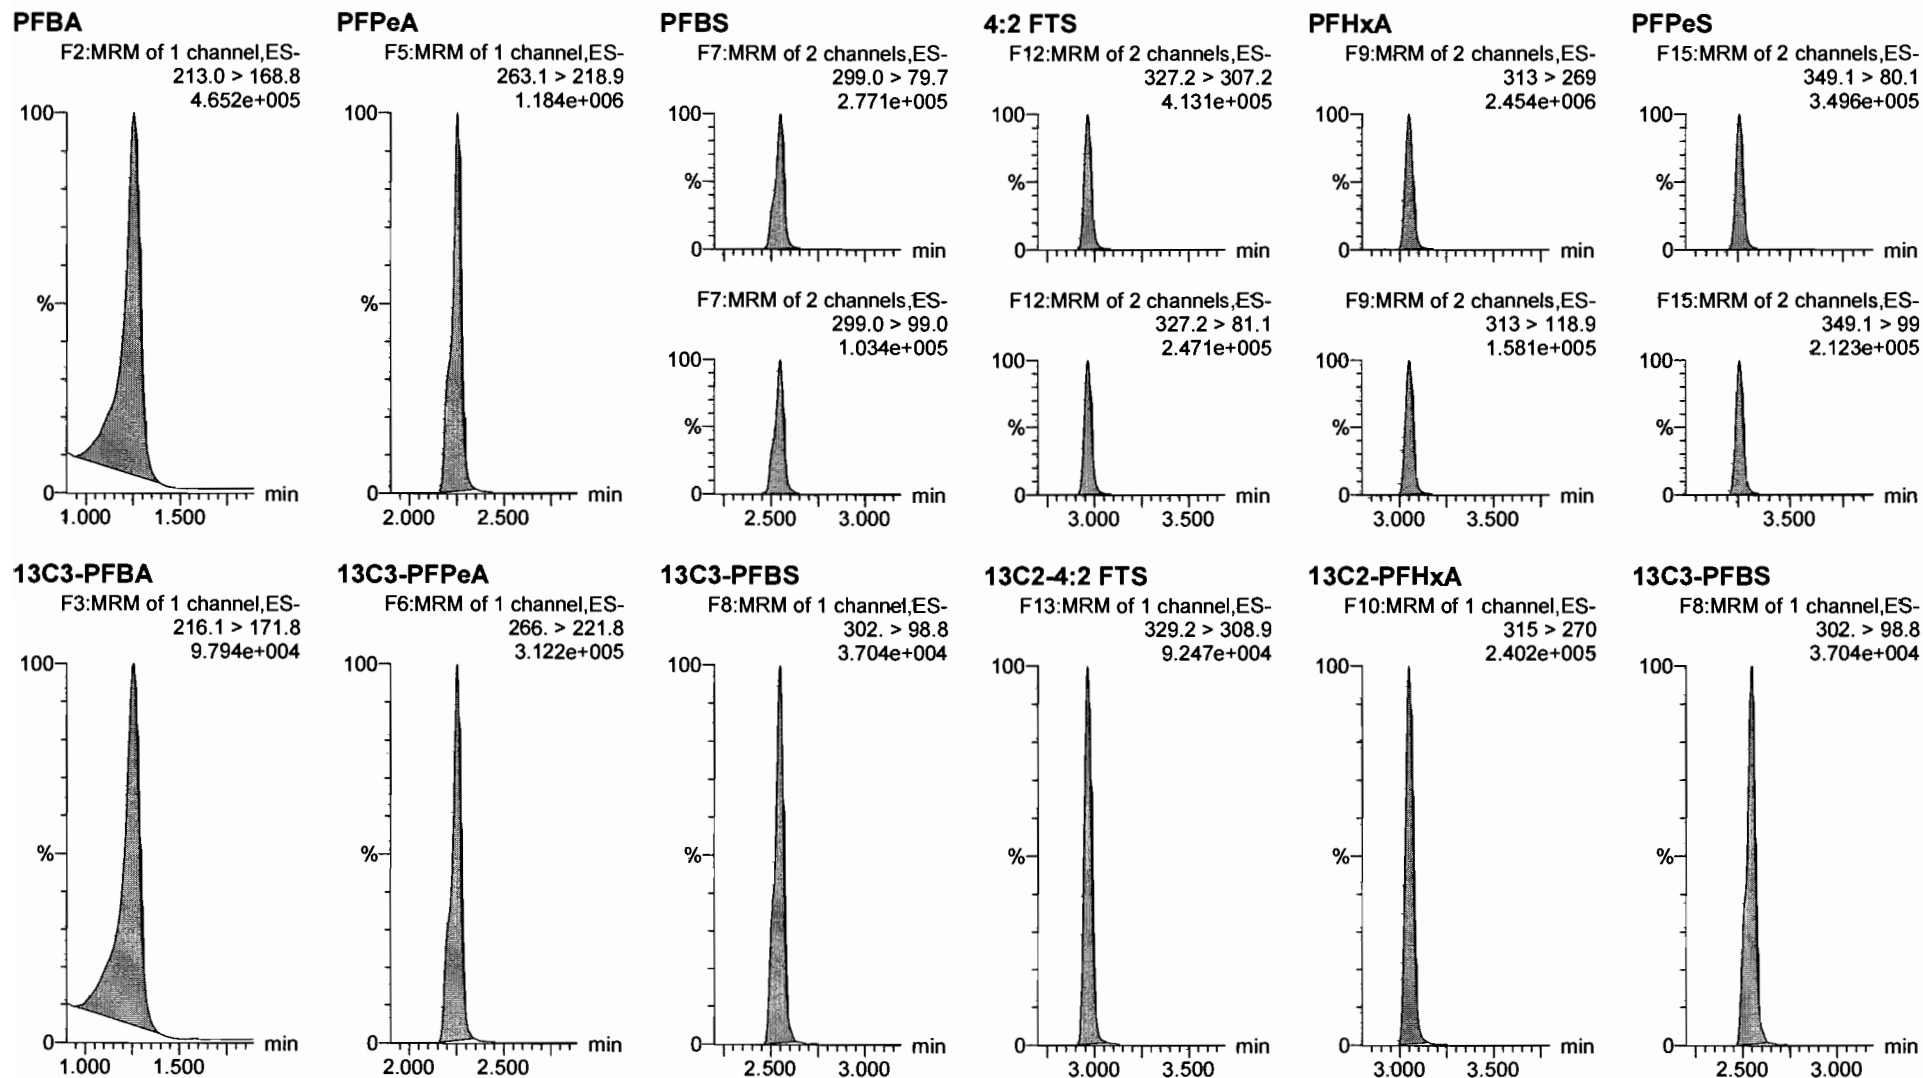 PFBA
F2:MRM of 1 channel,ES-
213.0 > 168.8
4.652e+005
100
%
0
min
1.000 1.500
PFPeA
F5:MRM of 1 channel,ES-
263.1 > 218.9
1.184e+006
100
%
0
min
2.000 2.500
PFBS
F7:MRM of 2 channels,ES-
299.0 > 79.7
2.771e+005
100
%
0
min
F7:MRM of 2 channels,ES-
299.0 > 99.0
1.034e+005
100
%
0
min
2.500 3.000
4:2 FTS
F12:MRM of 2 channels,ES-
327.2 > 307.2
4.131e+005
100
%
0
min
F12:MRM of 2 channels,ES-
327.2 > 81.1
2.471e+005
100
%
0
min
3.000 3.500
PFHxA
F9:MRM of 2 channels,ES-
313 > 269
2.454e+006
100
%
0
min
F9:MRM of 2 channels,ES-
313 > 118.9
1.581e+005
100
%
0
min
3.000 3.500
PFPeS
F15:MRM of 2 channels,ES-
349.1 > 80.1
3.496e+005
100
%
0
min
F15:MRM of 2 channels,ES-
349.1 > 99
2.123e+005
100
%
0
min
3.500
13C3-PFBA
F3:MRM of 1 channel,ES-
216.1 > 171.8
9.794e+004
100
%
0
min
1.000 1.500
13C3-PFPeA
F6:MRM of 1 channel,ES-
266. > 221.8
3.122e+005
100
%
0
min
2.000 2.500
13C3-PFBS
F8:MRM of 1 channel,ES-
302. > 98.8
3.704e+004
100
%
0
min
2.500 3.000
13C2-4:2 FTS
F13:MRM of 1 channel,ES-
329.2 > 308.9
9.247e+004
100
%
0
min
3.000 3.500
13C2-PFHxA
F10:MRM of 1 channel,ES-
315 > 270
2.402e+005
100
%
0
min
3.000 3.500
13C3-PFBS
F8:MRM of 1 channel,ES-
302. > 98.8
3.704e+004
100
%
0
min
2.500 3.000